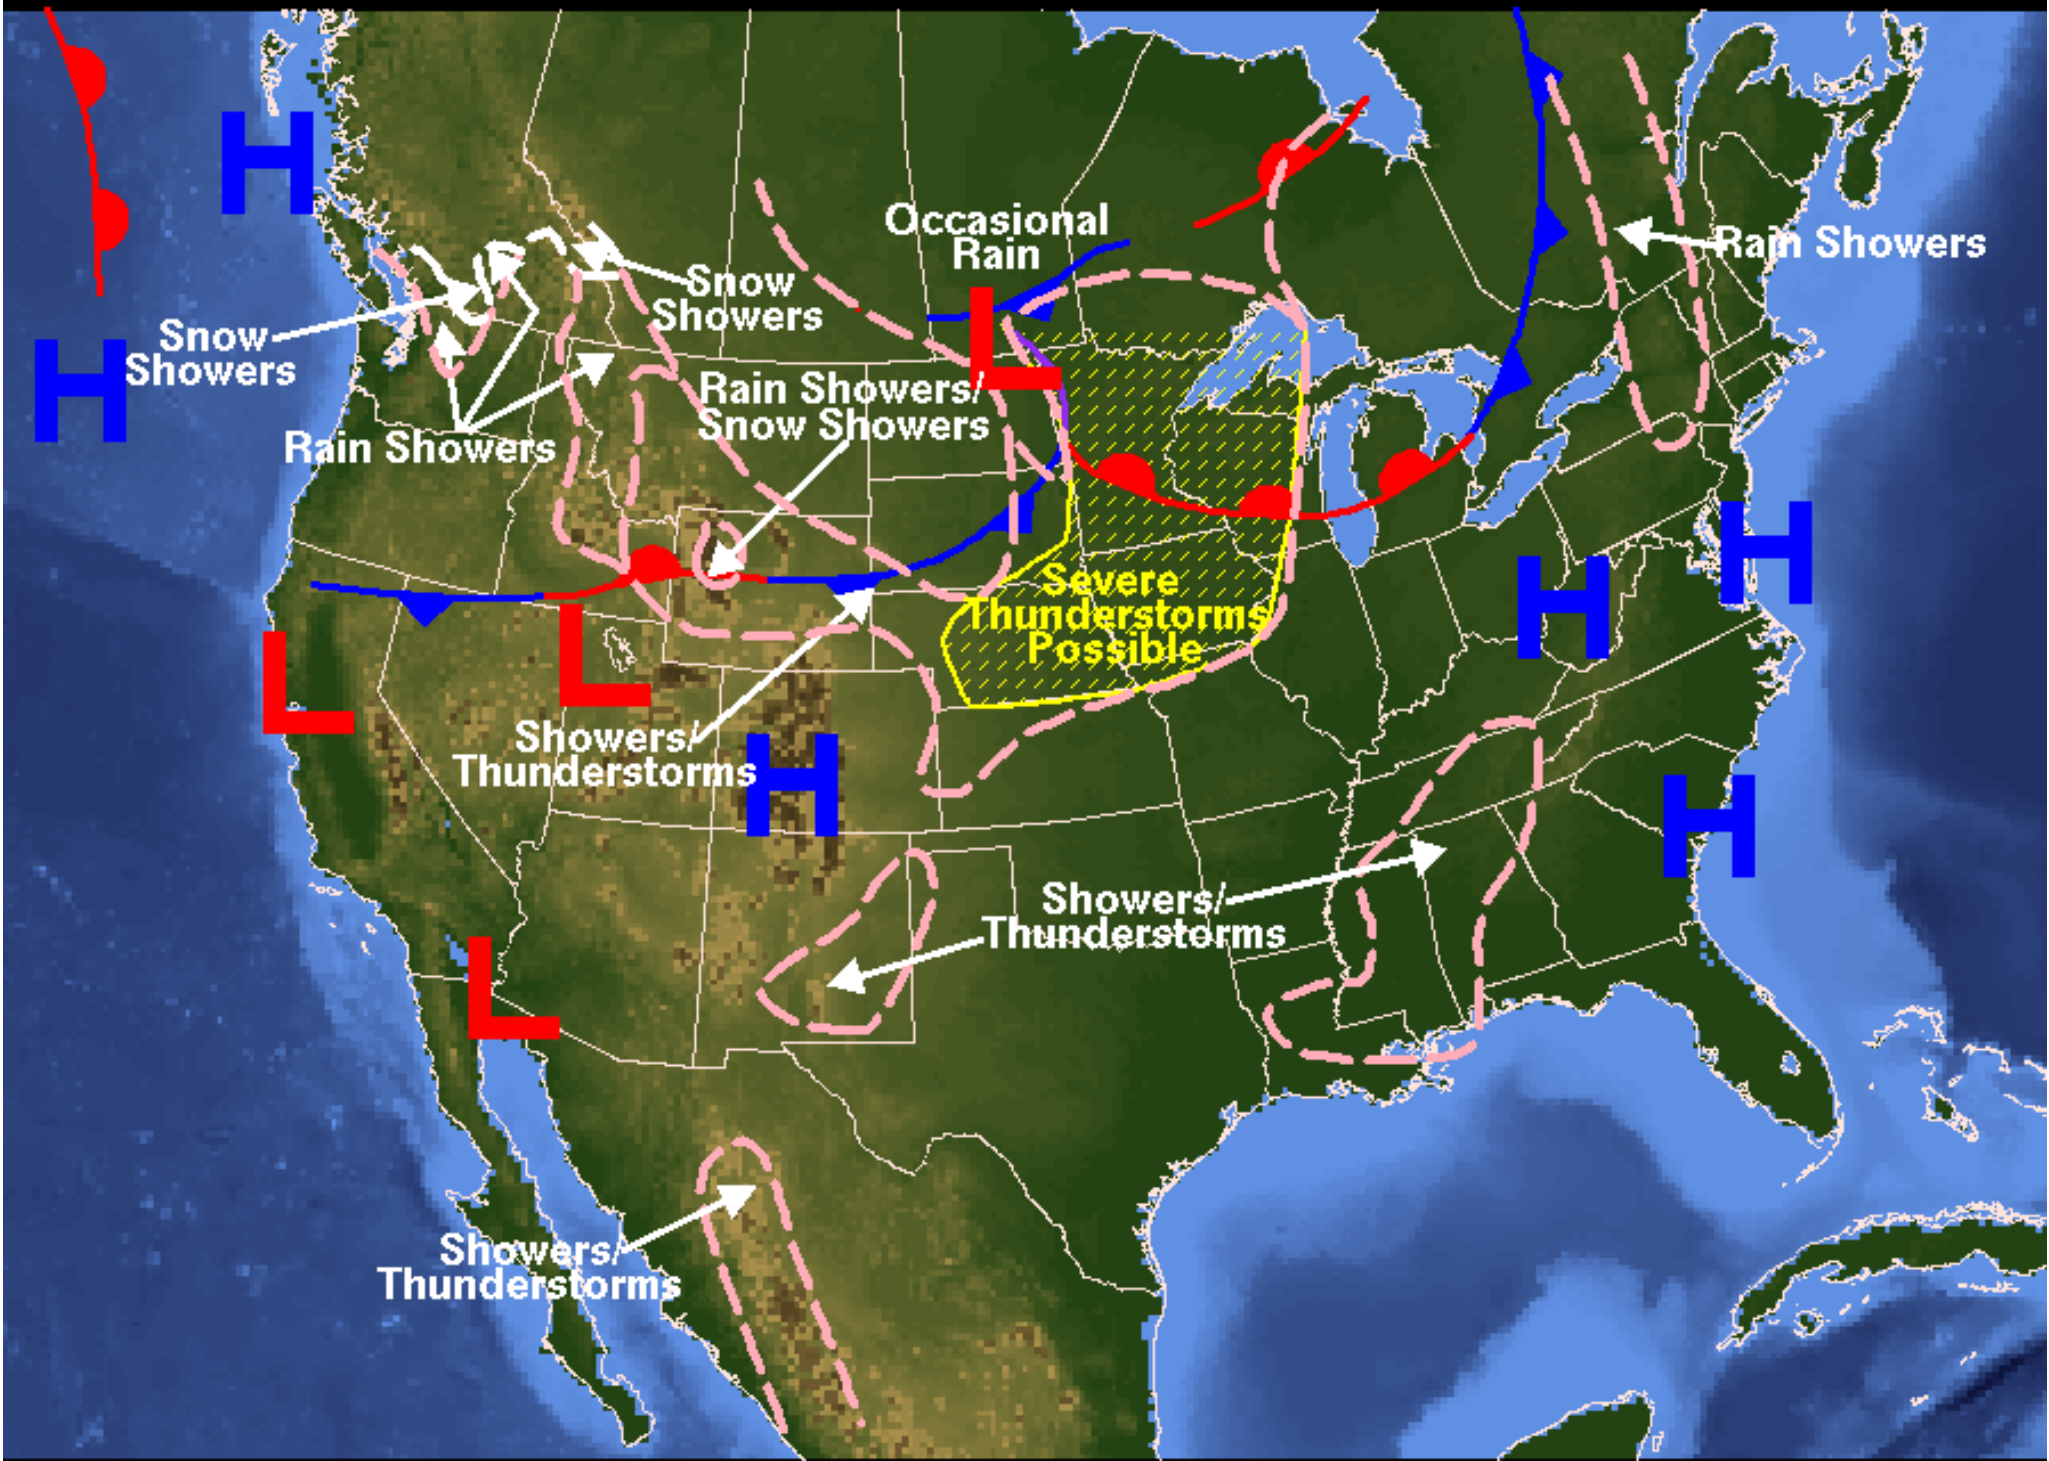 H
Occasional
Rain
Rain Showers
Snow
Showers
L
Snow
Showers
H
Rain Showers/
Snow Showers
Rain Showers
H
H
Severe
Thunderstorms
Possible
L
L
Showers/
Thunderstorms
H
H
Showers/
Thunderstorms
L
Showers/
Thunderstorms